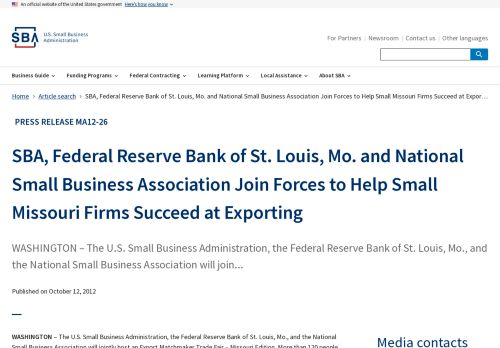 An official website of the United States government Here's how you know
SBA U.S. Small Business
Administration
For Partners Newsroom Contact us Other languages
Business Guide Funding Programs Federal Contracting Learning Platform Local Assistance About SBA
Home Article search SBA, Federal Reserve Bank of St. Louis, Mo. and National Small Business Association Join Forces to Help Small Missouri Firms Succeed at Expor...
PRESS RELEASE MA12-26
SBA, Federal Reserve Bank of St. Louis, Mo. and National
Small Business Association Join Forces to Help Small
Missouri Firms Succeed at Exporting
WASHINGTON – The U.S. Small Business Administration, the Federal Reserve Bank of St. Louis, Mo., and
the National Small Business Association will join...
Published on October 12, 2012
WASHINGTON – The U.S. Small Business Administration, the Federal Reserve Bank of St. Louis, Mo., and the National
Small Business Association will jointly host an Export Matchmaker Trade Fair – Missouri Edition. More than 120 people
Media contacts